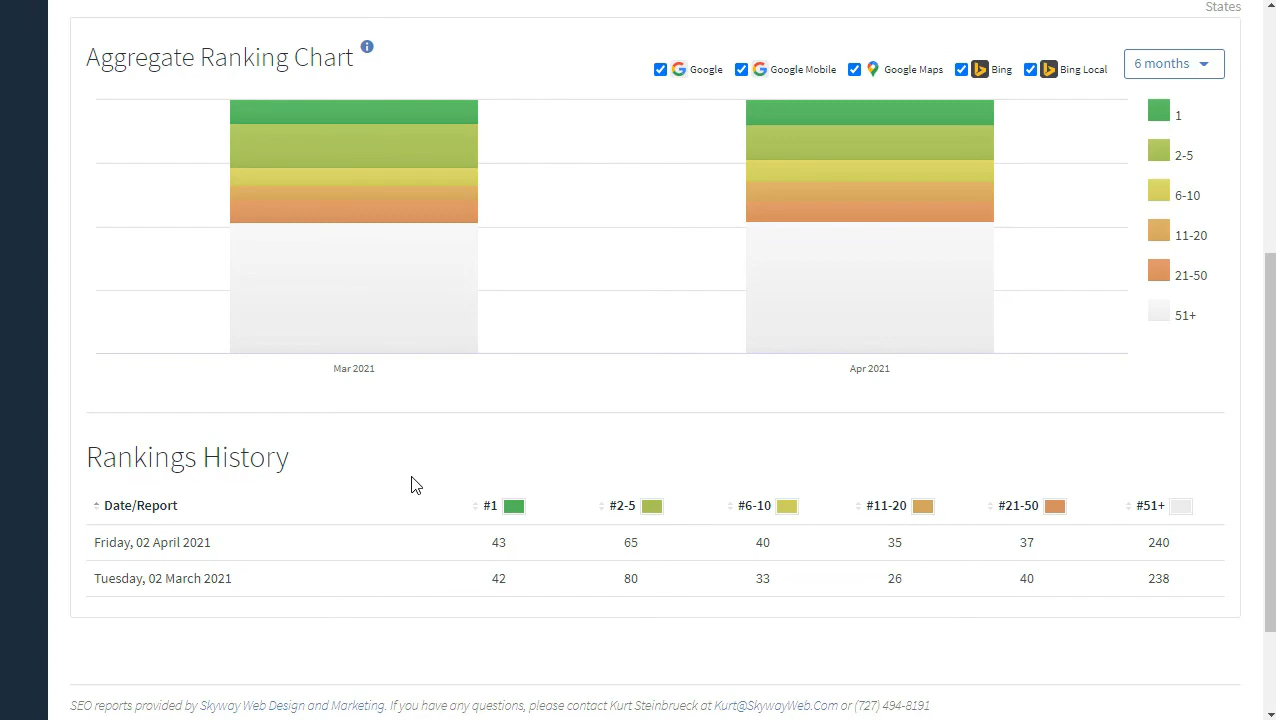 States
Aggregate Ranking Chart
Google Google Mobile Google Maps Bing Bing Local 6 months
1
2-5
6-10
11-20
21-50
51+
Mar 2021 Apr 2021
Rankings History
Date/Report #1 #2-5 #6-10 #11-20 #21-50 #51+
Friday, 02 April 2021 43 65 40 35 37 240
Tuesday, 02 March 2021 42 80 33 26 40 238
SEO reports provided by Skyway Web Design and Marketing. If you have any questions, please contact Kurt Steinbrueck at Kurt@SkywayWeb.Com or (727) 494-8191